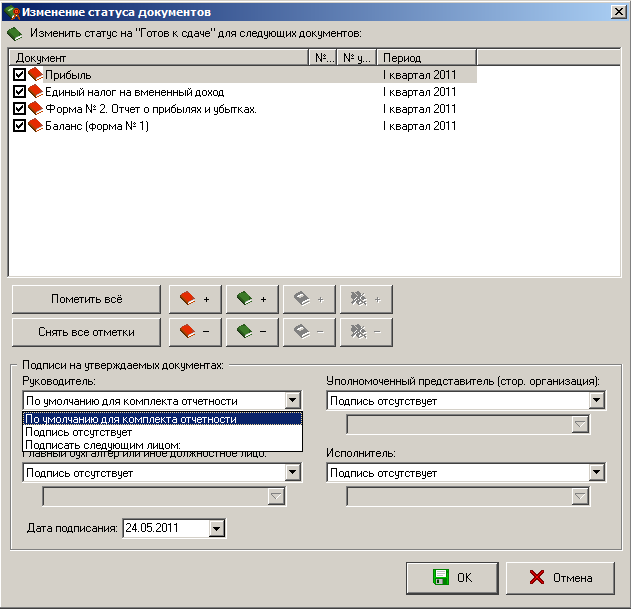 Изменение статуса документов
Изменить статус на "Готов к сдаче" для следующих документов:
Документ №... № у... Период
Прибыль I квартал 2011
Единый налог на вмененный доход I квартал 2011
Форма № 2. Отчет о прибылях и убытках. I квартал 2011
Баланс (форма № 1) I квартал 2011
Пометить всё + + + +
Снять все отметки - - - -
Подписи на утверждаемых документах:
Руководитель: Уполномоченный представитель (стор. организация):
По умолчанию для комплекта отчетности Подпись отсутствует
По умолчанию для комплекта отчетности
Подпись отсутствует
Подписать следующим лицом:
Главный бухгалтер или иное должностное лицо: Исполнитель:
Подпись отсутствует Подпись отсутствует
Дата подписания: 24.05.2011
OK Отмена